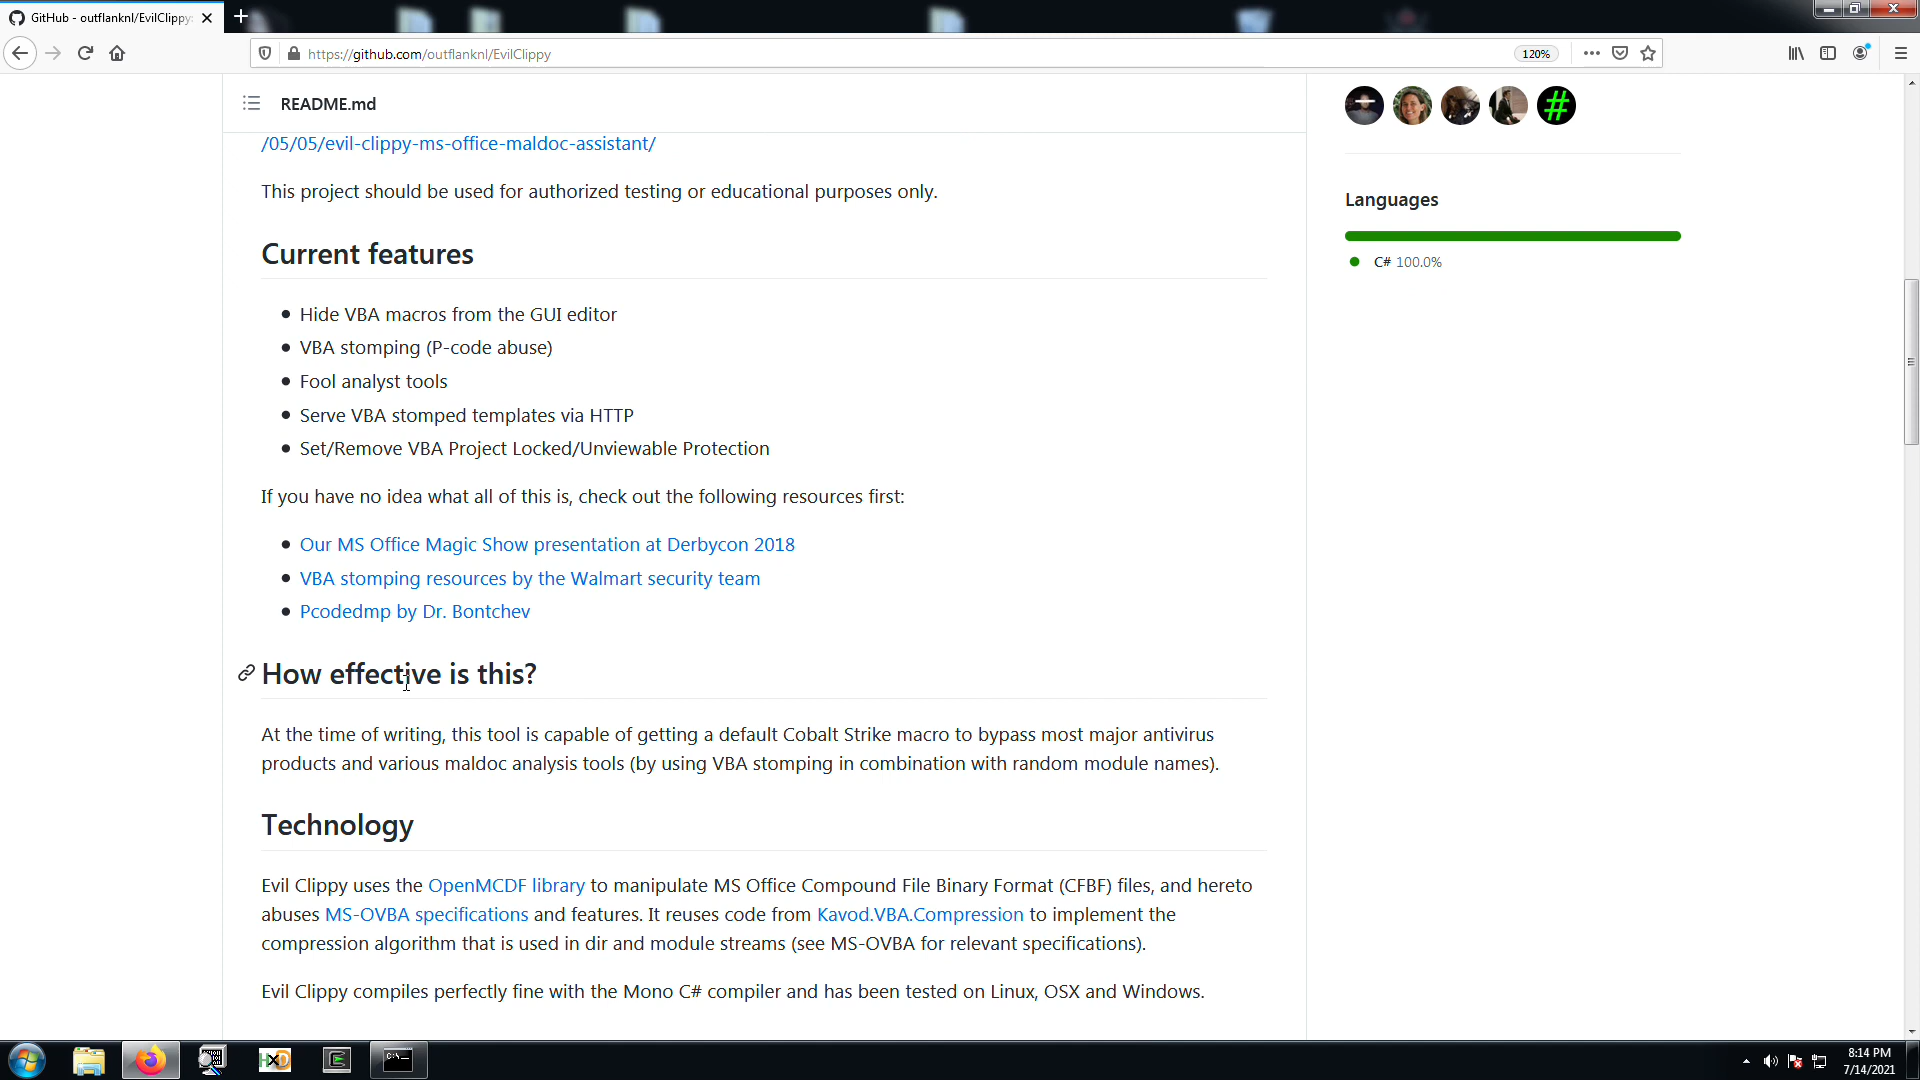 GitHub - outflanknl/EvilClippy:
https://github.com/outflanknl/EvilClippy
120%
README.md
/05/05/evil-clippy-ms-office-maldoc-assistant/
This project should be used for authorized testing or educational purposes only.
Current features
Hide VBA macros from the GUI editor
VBA stomping (P-code abuse)
Fool analyst tools
Serve VBA stomped templates via HTTP
Set/Remove VBA Project Locked/Unviewable Protection
If you have no idea what all of this is, check out the following resources first:
Our MS Office Magic Show presentation at Derbycon 2018
VBA stomping resources by the Walmart security team
Pcodedmp by Dr. Bontchev
How effective is this?
At the time of writing, this tool is capable of getting a default Cobalt Strike macro to bypass most major antivirus
products and various maldoc analysis tools (by using VBA stomping in combination with random module names).
Technology
Evil Clippy uses the OpenMCDF library to manipulate MS Office Compound File Binary Format (CFBF) files, and hereto
abuses MS-OVBA specifications and features. It reuses code from Kavod.VBA.Compression to implement the
compression algorithm that is used in dir and module streams (see MS-OVBA for relevant specifications).
Evil Clippy compiles perfectly fine with the Mono C# compiler and has been tested on Linux, OSX and Windows.
#
Languages
C# 100.0%
HXD
C:\
8:14 PM
7/14/2021